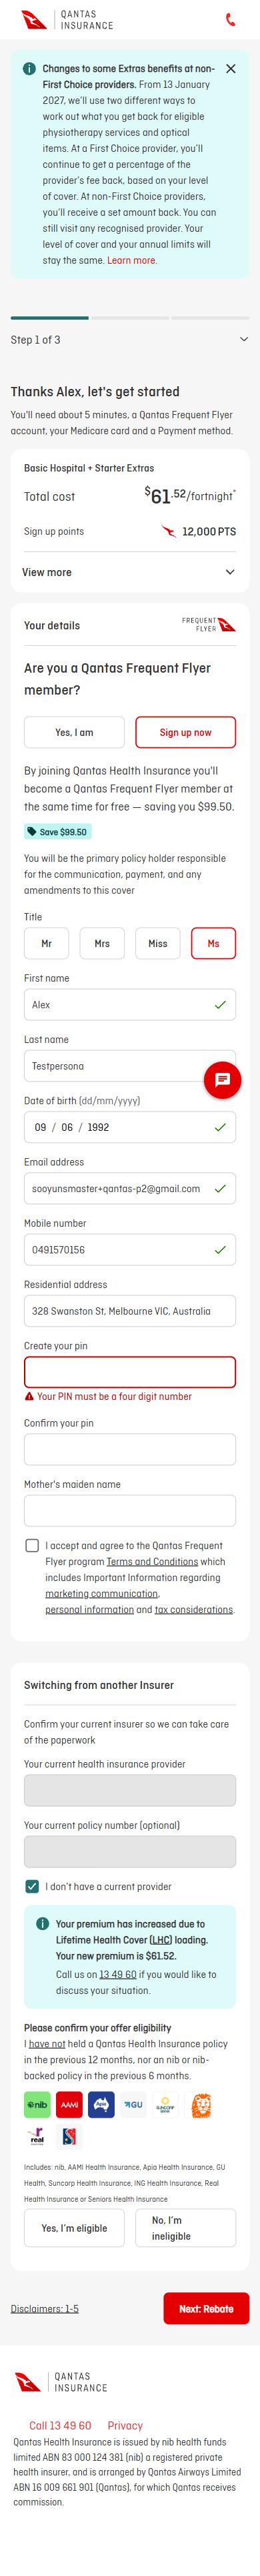 QANTAS
INSURANCE
Changes to some Extras benefits at non-
First Choice providers. From 13 January
2027, we'll use two different ways to
work out what you get back for eligible
physiotherapy services and optical
items. At a First Choice provider, you'll
continue to get a percentage of the
provider's fee back, based on your level
of cover. At non-First Choice providers,
you'll receive a set amount back. You can
still visit any recognised provider. Your
level of cover and your annual limits will
stay the same. Learn more.
Step 1 of 3
Thanks Alex, let's get started
You'll need about 5 minutes, a Qantas Frequent Flyer
account, your Medicare card and a Payment method.
Basic Hospital + Starter Extras
Total cost $61.52/fortnight*
Sign up points 12,000 PTS
View more
Your details FREQUENT
FLYER
Are you a Qantas Frequent Flyer
member?
Yes, I am Sign up now
By joining Qantas Health Insurance you'll
become a Qantas Frequent Flyer member at
the same time for free — saving you $99.50.
Save $99.50
You will be the primary policy holder responsible
for the communication, payment, and any
amendments to this cover
Title
Mr Mrs Miss Ms
First name
Alex
Last name
Testpersona
Date of birth (dd/mm/yyyy)
09 / 06 / 1992
Email address
sooyunsmaster+qantas-p2@gmail.com
Mobile number
0491570156
Residential address
328 Swanston St, Melbourne VIC, Australia
Create your pin
Your PIN must be a four digit number
Confirm your pin
Mother's maiden name
I accept and agree to the Qantas Frequent
Flyer program Terms and Conditions which
includes Important Information regarding
marketing communication,
personal information and tax considerations.
Switching from another Insurer
Confirm your current insurer so we can take care
of the paperwork
Your current health insurance provider
Your current policy number (optional)
I don't have a current provider
Your premium has increased due to
Lifetime Health Cover (LHC) loading.
Your new premium is $61.52.
Call us on 13 49 60 if you would like to
discuss your situation.
Please confirm your offer eligibility
I have not held a Qantas Health Insurance policy
in the previous 12 months, nor an nib or nib-
backed policy in the previous 6 months.
nib AAMI Apia GU SUNCORP
real
Includes: nib, AAMI Health Insurance, Apia Health Insurance, GU
Health, Suncorp Health Insurance, ING Health Insurance, Real
Health Insurance or Seniors Health Insurance
Yes, I'm eligible No, I'm
ineligible
Disclaimers: 1-5 Next: Rebate
QANTAS
INSURANCE
Call 13 49 60 Privacy
Qantas Health Insurance is issued by nib health funds
limited ABN 83 000 124 381 (nib) a registered private
health insurer, and is arranged by Qantas Airways Limited
ABN 16 009 661 901 (Qantas), for which Qantas receives
commission.